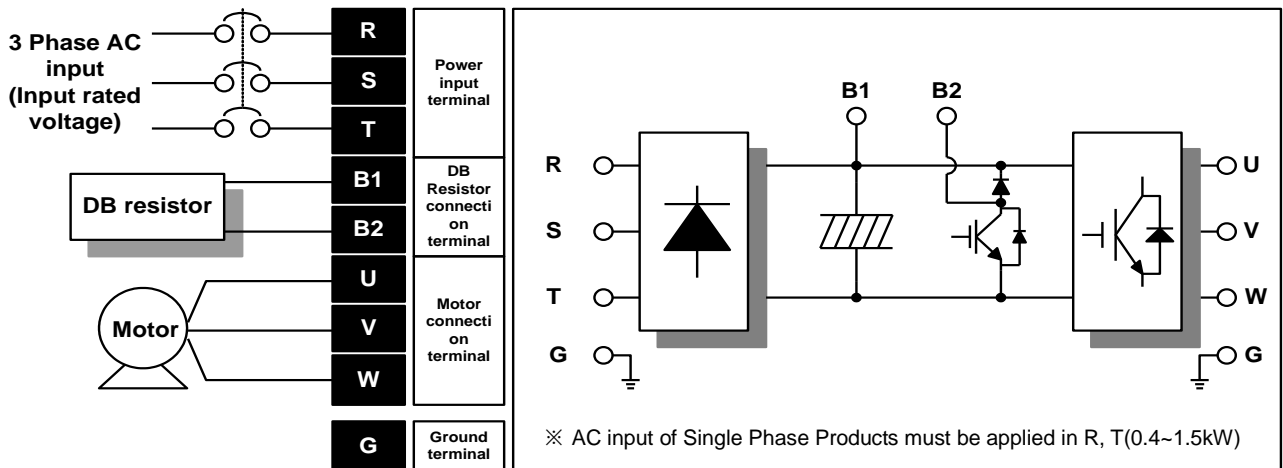 3 Phase AC
input
(Input rated
voltage)
R
S
T
Power
input
terminal
DB resistor
B1
B2
DB
Resistor
connecti
on
terminal
Motor
U
V
W
Motor
connecti
on
terminal
G
Ground
terminal
B1
B2
R
S
T
G
U
V
W
G
※ AC input of Single Phase Products must be applied in R, T(0.4~1.5kW)